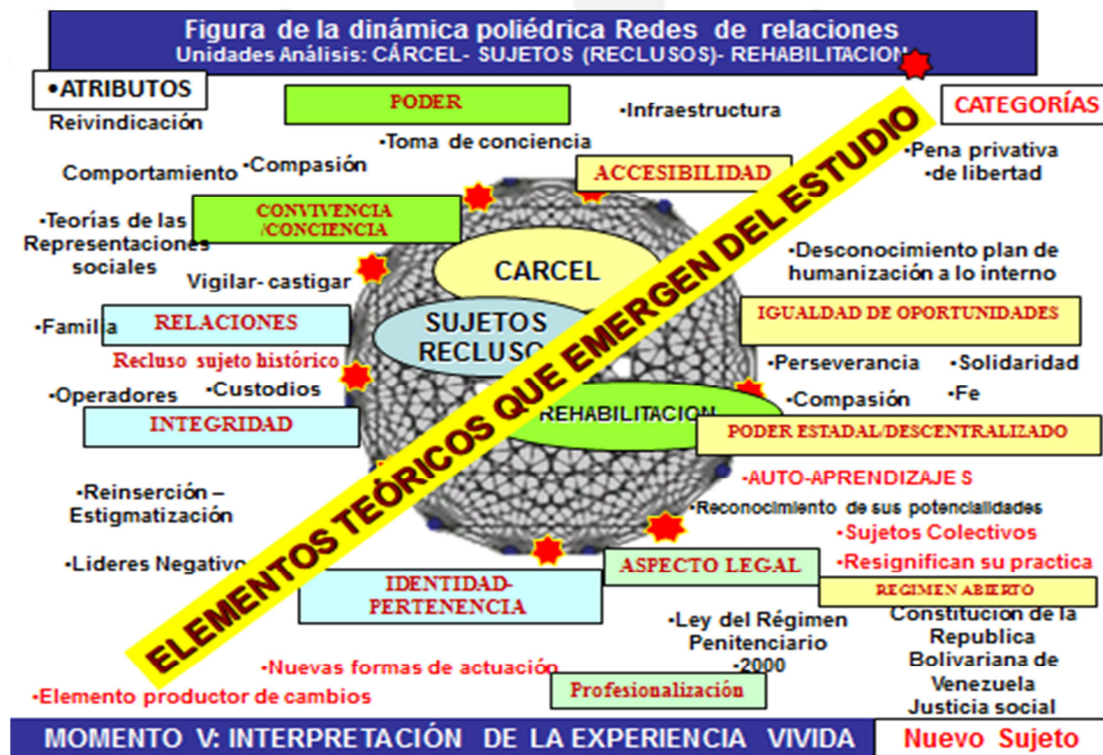 Figura de la dinámica poliédrica Redes de relaciones
Unidades Análisis: CÁRCEL- SUJETOS (RECLUSOS)- REHABILITACION
•ATRIBUTOS
Reivindicación
PODER
•Infraestructura
CATEGORÍAS
•Toma de conciencia
•Pena privativa
•de libertad
Comportamiento
•Compasión
ACCESIBILIDAD
CONVIVENCIA
/CONCIENCIA
•Teorías de las
Representaciones
sociales
Vigilar- castigar
CARCEL
•Desconocimiento plan de
humanización a lo interno
•Familia
RELACIONES
SUJETOS
RECLUSO
IGUALDAD DE OPORTUNIDADES
Recluso sujeto histórico
•Perseverancia
•Solidaridad
•Operadores
•Custodios
•Compasión
•Fe
INTEGRIDAD
REHABILITACION
PODER ESTADAL/DESCENTRALIZADO
ELEMENTOS TEÓRICOS QUE EMERGEN DEL ESTUDIO
•AUTO-APRENDIZAJE S
•Reinserción –
Estigmatización
•Reconocimiento de sus potencialidades
•Sujetos Colectivos
•Resignifican su practica
•Lideres Negativo
IDENTIDAD-
PERTENENCIA
ASPECTO LEGAL
REGIMEN ABIERTO
•Ley del Régimen
Penitenciario
•2000
Constitución de la
Republica
Bolivariana de
Venezuela
Justicia social
•Nuevas formas de actuación
•Elemento productor de cambios
Profesionalización
MOMENTO V: INTERPRETACIÓN DE LA EXPERIENCIA VIVIDA
Nuevo Sujeto